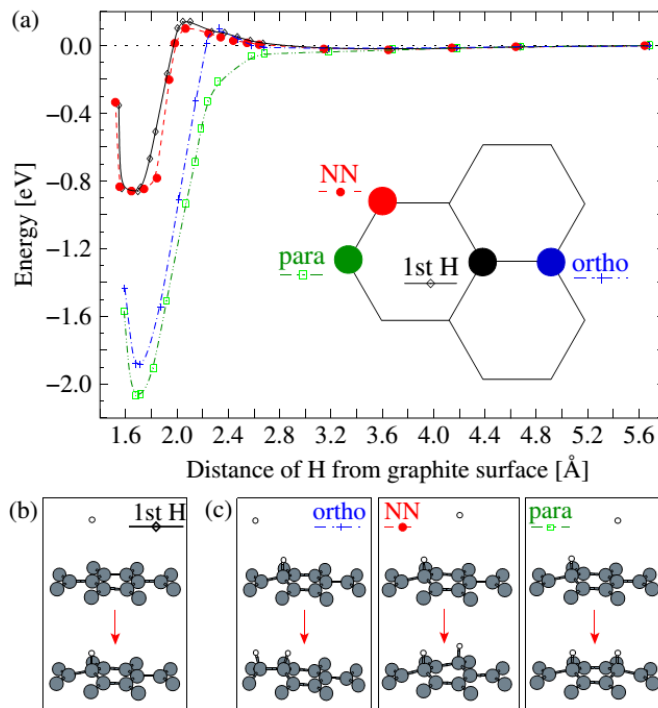 (a)
0.0
−0.4
−0.8
−1.2
−1.6
−2.0
Energy [eV]
NN
para
1st H
ortho
1.6 2.0 2.4 2.8 3.2 3.6 4.0 4.4 4.8 5.2 5.6
Distance of H from graphite surface [Å]
(b)
1st H
(c)
ortho
NN
para